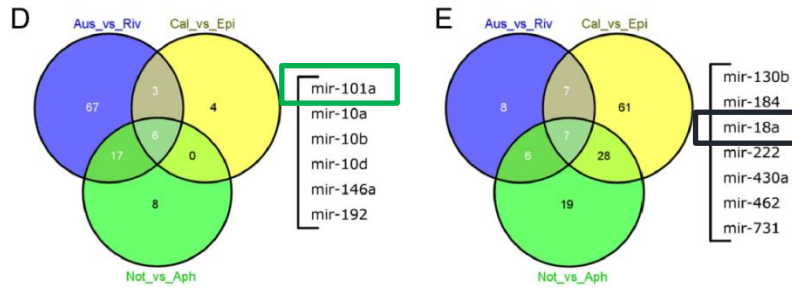 D
Aus_vs_Riv Cal_vs_Epi
67
3
4
6
17
0
8
Not_vs_Aph
mir-101a
mir-10a
mir-10b
mir-10d
mir-146a
mir-192
E
Aus_vs_Riv Cal_vs_Epi
8
7
61
7
6
28
19
Not_vs_Aph
mir-130b
mir-184
mir-18a
mir-222
mir-430a
mir-462
mir-731